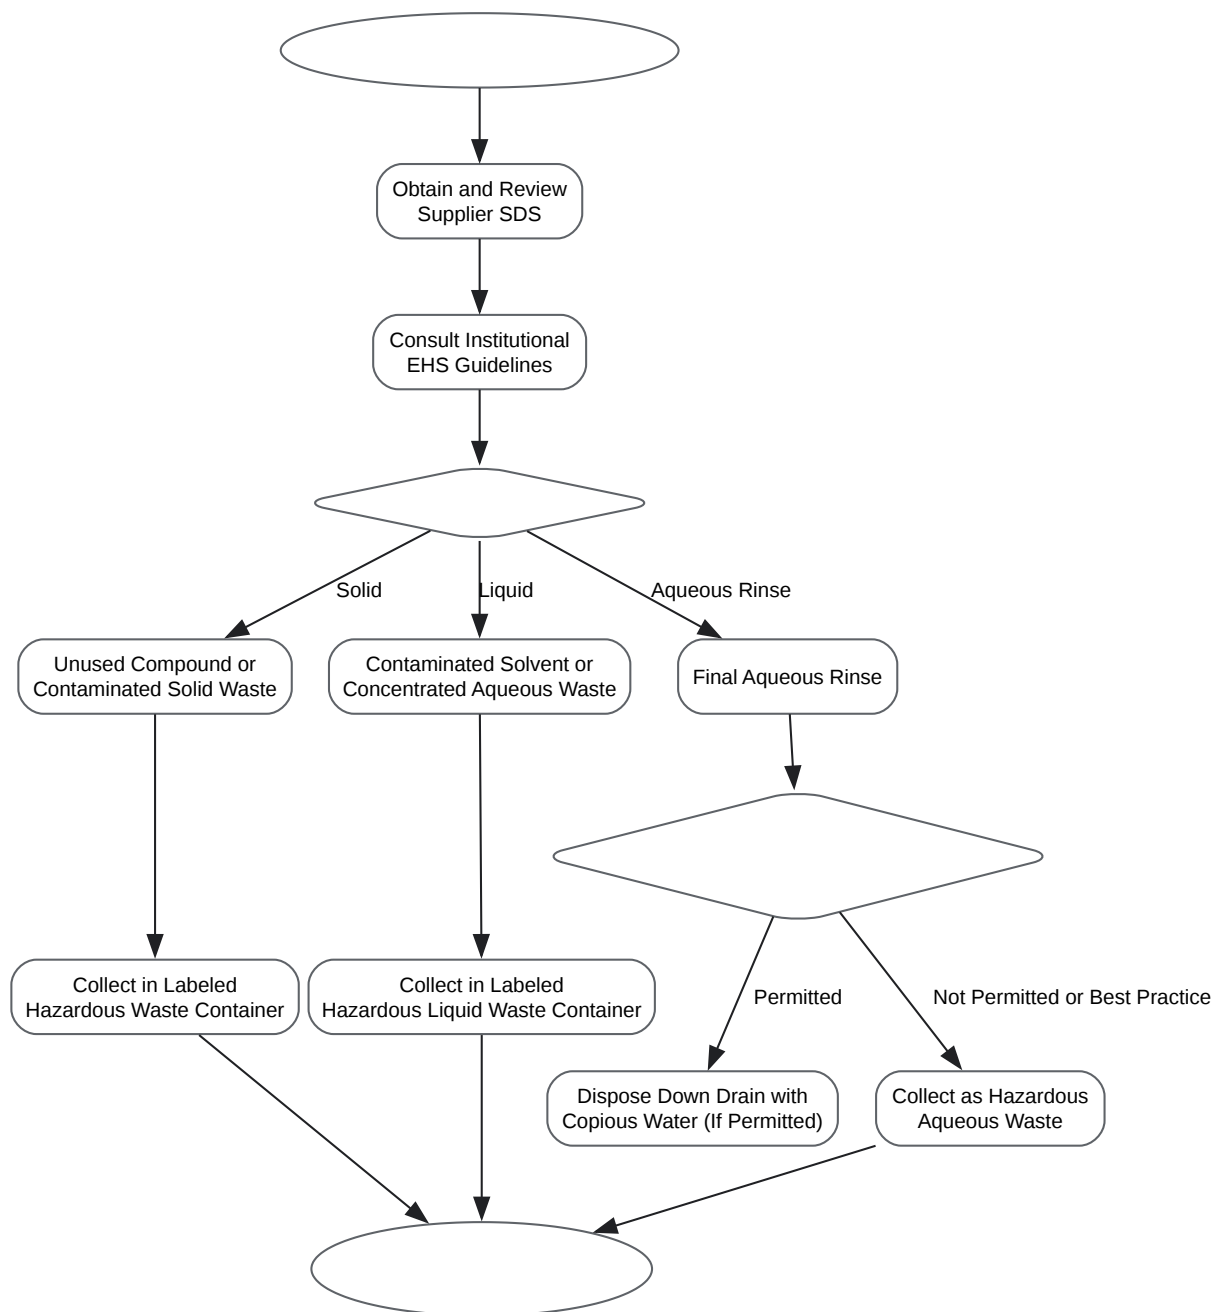 Obtain and Review
Supplier SDS
Consult Institutional
EHS Guidelines
Solid
Liquid
Aqueous Rinse
Unused Compound or
Contaminated Solid Waste
Contaminated Solvent or
Concentrated Aqueous Waste
Final Aqueous Rinse
Collect in Labeled
Hazardous Waste Container
Collect in Labeled
Hazardous Liquid Waste Container
Permitted
Not Permitted or Best Practice
Dispose Down Drain with
Copious Water (If Permitted)
Collect as Hazardous
Aqueous Waste